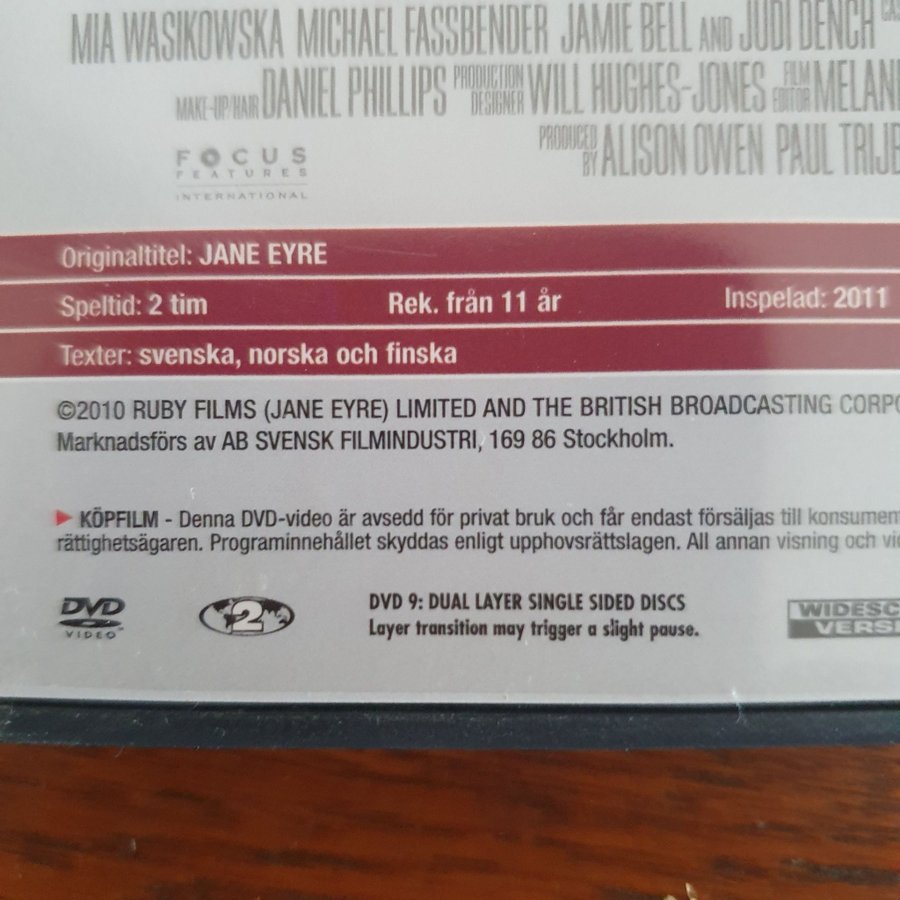 MIA WASIKOWSKA MICHAEL FASSBENDER JAMIE BELL AND JUDI DENCH
MAKE-UP/HAIR DANIEL PHILLIPS PRODUCTION DESIGNER WILL HUGHES-JONES FILM EDITOR
PRODUCED BY ALISON OWEN PAUL
FOCUS
FEATURES
INTERNATIONAL
Originaltitel: JANE EYRE
Speltid: 2 tim Rek. från 11 år Inspelad: 2011
Texter: svenska, norska och finska
©2010 RUBY FILMS (JANE EYRE) LIMITED AND THE BRITISH BROADCASTING
Marknadsförs av AB SVENSK FILMINDUSTRI, 169 86 Stockholm.
KÖPFILM - Denna DVD-video är avsedd för privat bruk och får endast försäljas till
rättighetsägaren. Programinnehållet skyddas enligt upphovsrättslagen. All annan visning och
DVD VIDEO 2 DVD 9: DUAL LAYER SINGLE SIDED DISCS
Layer transition may trigger a slight pause.